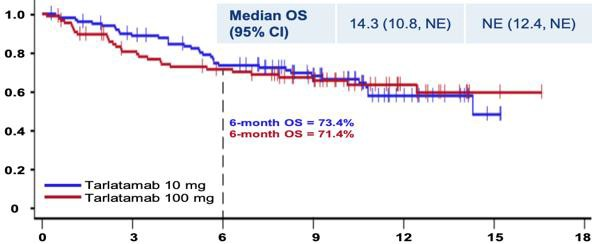 Median OS
(95% CI)
14.3 (10.8, NE)
NE (12.4, NE)
1.0
0.8
0.6
0.4
0.2
0
6-month OS = 73.4%
6-month OS = 71.4%
Tarlatamab 10 mg
Tarlatamab 100 mg
0 3 6 9 12 15 18